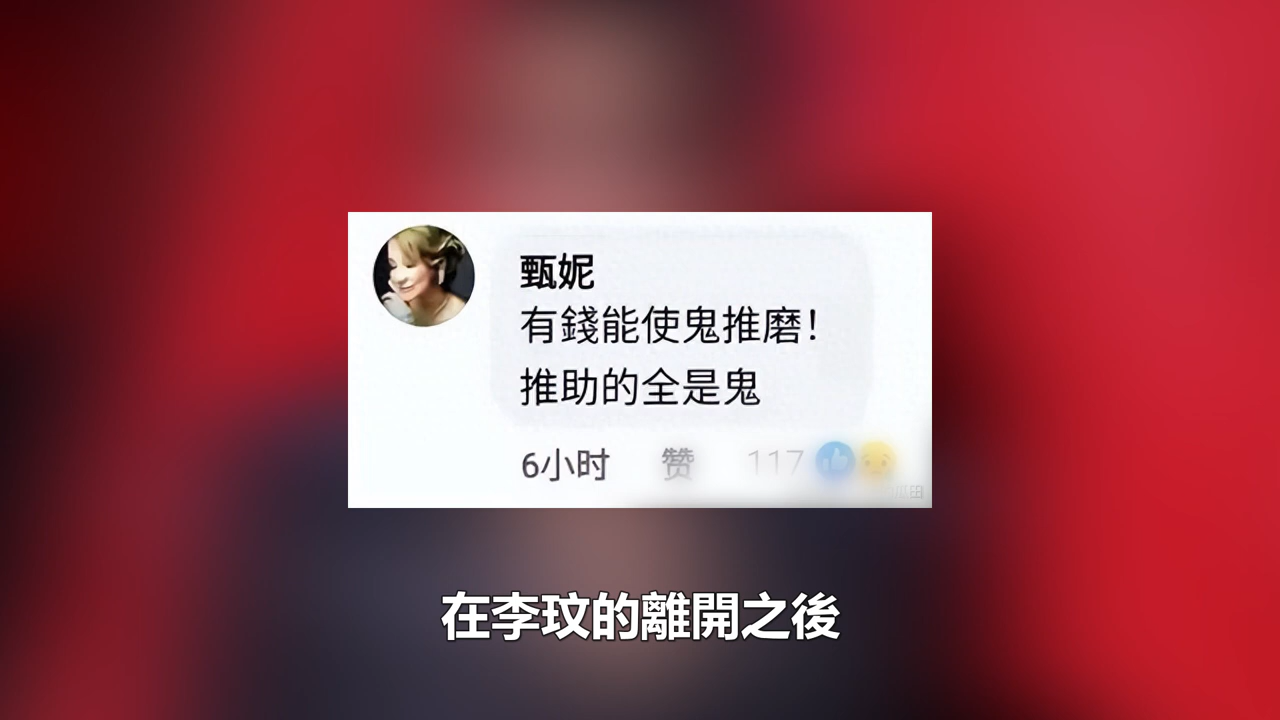 甄妮
有錢能使鬼推磨！
推助的全是鬼
6小时 赞 117
在李玟的離開之後